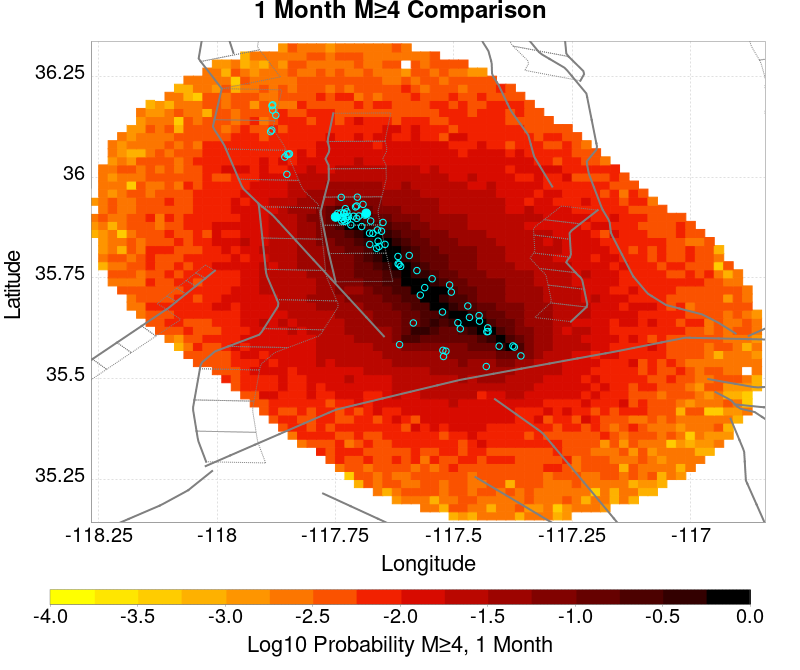 1 Month M≥4 Comparison
36.25
36
35.75
35.5
35.25
Latitude
-118.25 -118 -117.75 -117.5 -117.25 -117
Longitude
-4.0 -3.5 -3.0 -2.5 -2.0 -1.5 -1.0 -0.5 0.0
Log10 Probability M≥4, 1 Month